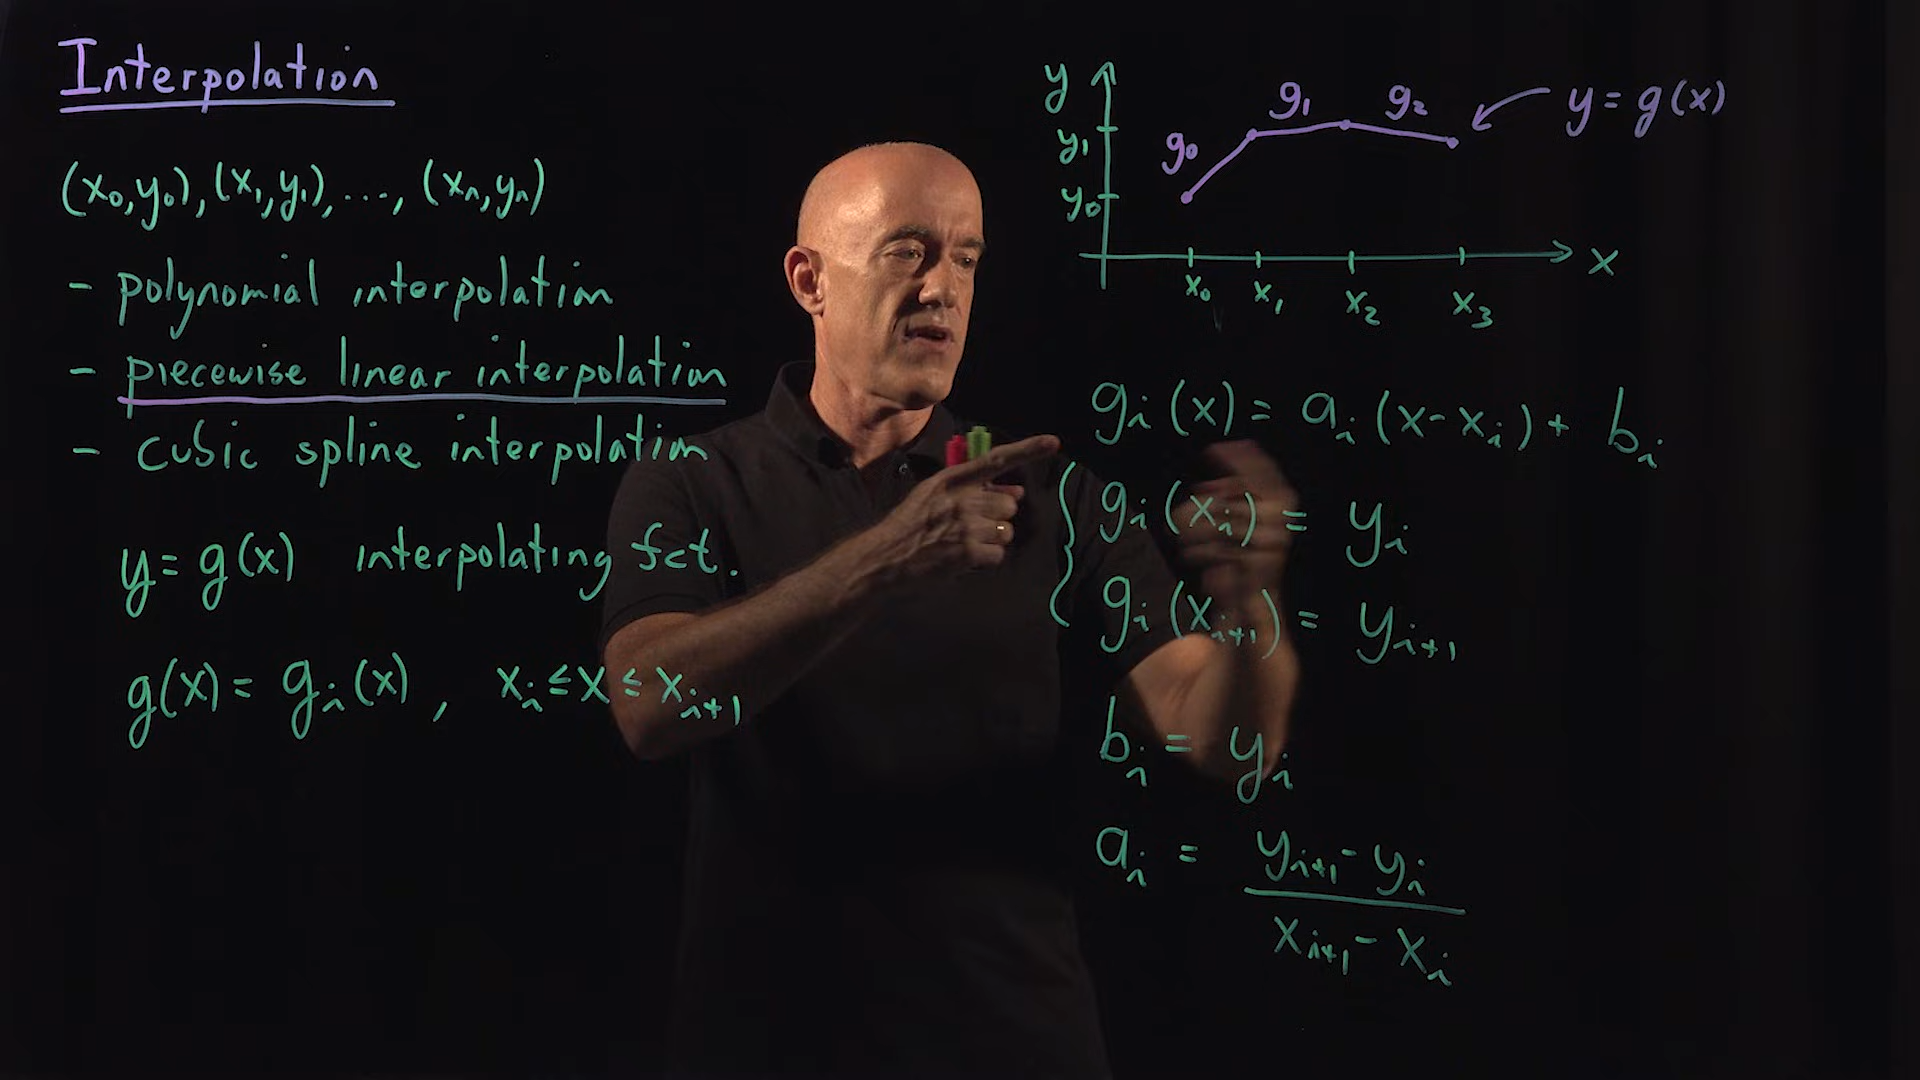 Interpolation
(x₀,y₀), (x₁,y₁), ..., (xₙ,yₙ)
- polynomial interpolation
- piecewise linear interpolation
- cubic spline interpolation
y = g(x) interpolating fct.
g(x) = gᵢ(x), xᵢ ≤ x ≤ xᵢ₊₁
y
y₁
y₀
g₀ g₁ g₂
y = g(x)
x₀ x₁ x₂ x₃ x
gᵢ(x) = aᵢ(x-xᵢ) + bᵢ
{ gᵢ(xᵢ) = yᵢ
gᵢ(xᵢ₊₁) = yᵢ₊₁
bᵢ = yᵢ
aᵢ = yᵢ₊₁ - yᵢ
xᵢ₊₁ - xᵢ